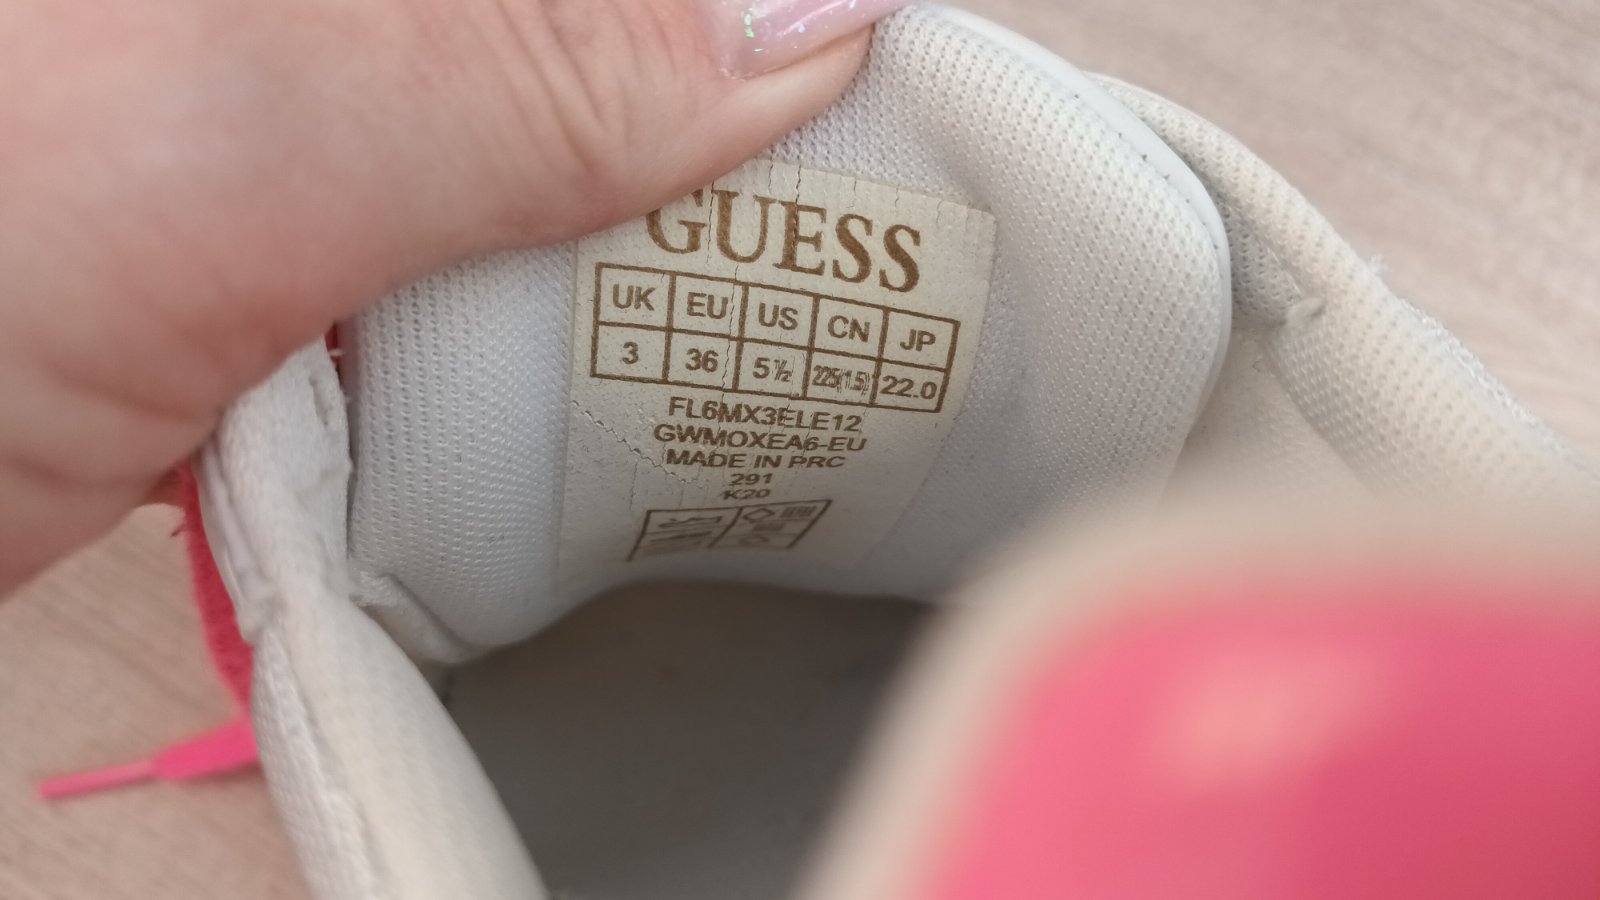 GUESS
UK EU US CN JP
3 36 5½ 225(1.5) 22.0
FL6MX3ELE12
GWMOXEA6-EU
MADE IN PRC
291
K20